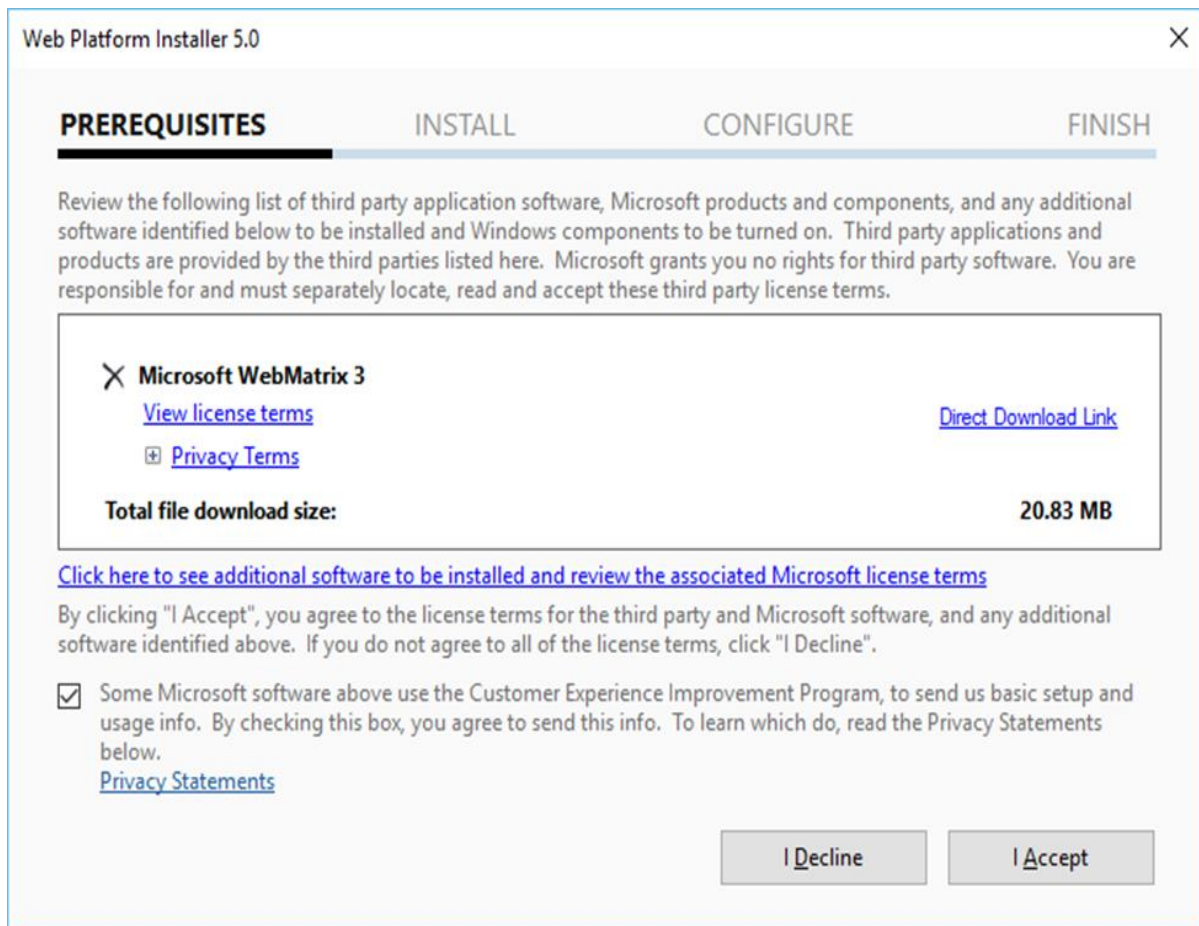 Web Platform Installer 5.0
PREREQUISITES INSTALL CONFIGURE FINISH
Review the following list of third party application software, Microsoft products and components, and any additional
software identified below to be installed and Windows components to be turned on. Third party applications and
products are provided by the third parties listed here. Microsoft grants you no rights for third party software. You are
responsible for and must separately locate, read and accept these third party license terms.
Microsoft WebMatrix 3
View license terms Direct Download Link
Privacy Terms
Total file download size: 20.83 MB
Click here to see additional software to be installed and review the associated Microsoft license terms
By clicking "I Accept", you agree to the license terms for the third party and Microsoft software, and any additional
software identified above. If you do not agree to all of the license terms, click "I Decline".
Some Microsoft software above use the Customer Experience Improvement Program, to send us basic setup and
usage info. By checking this box, you agree to send this info. To learn which do, read the Privacy Statements
below.
Privacy Statements
I Decline I Accept